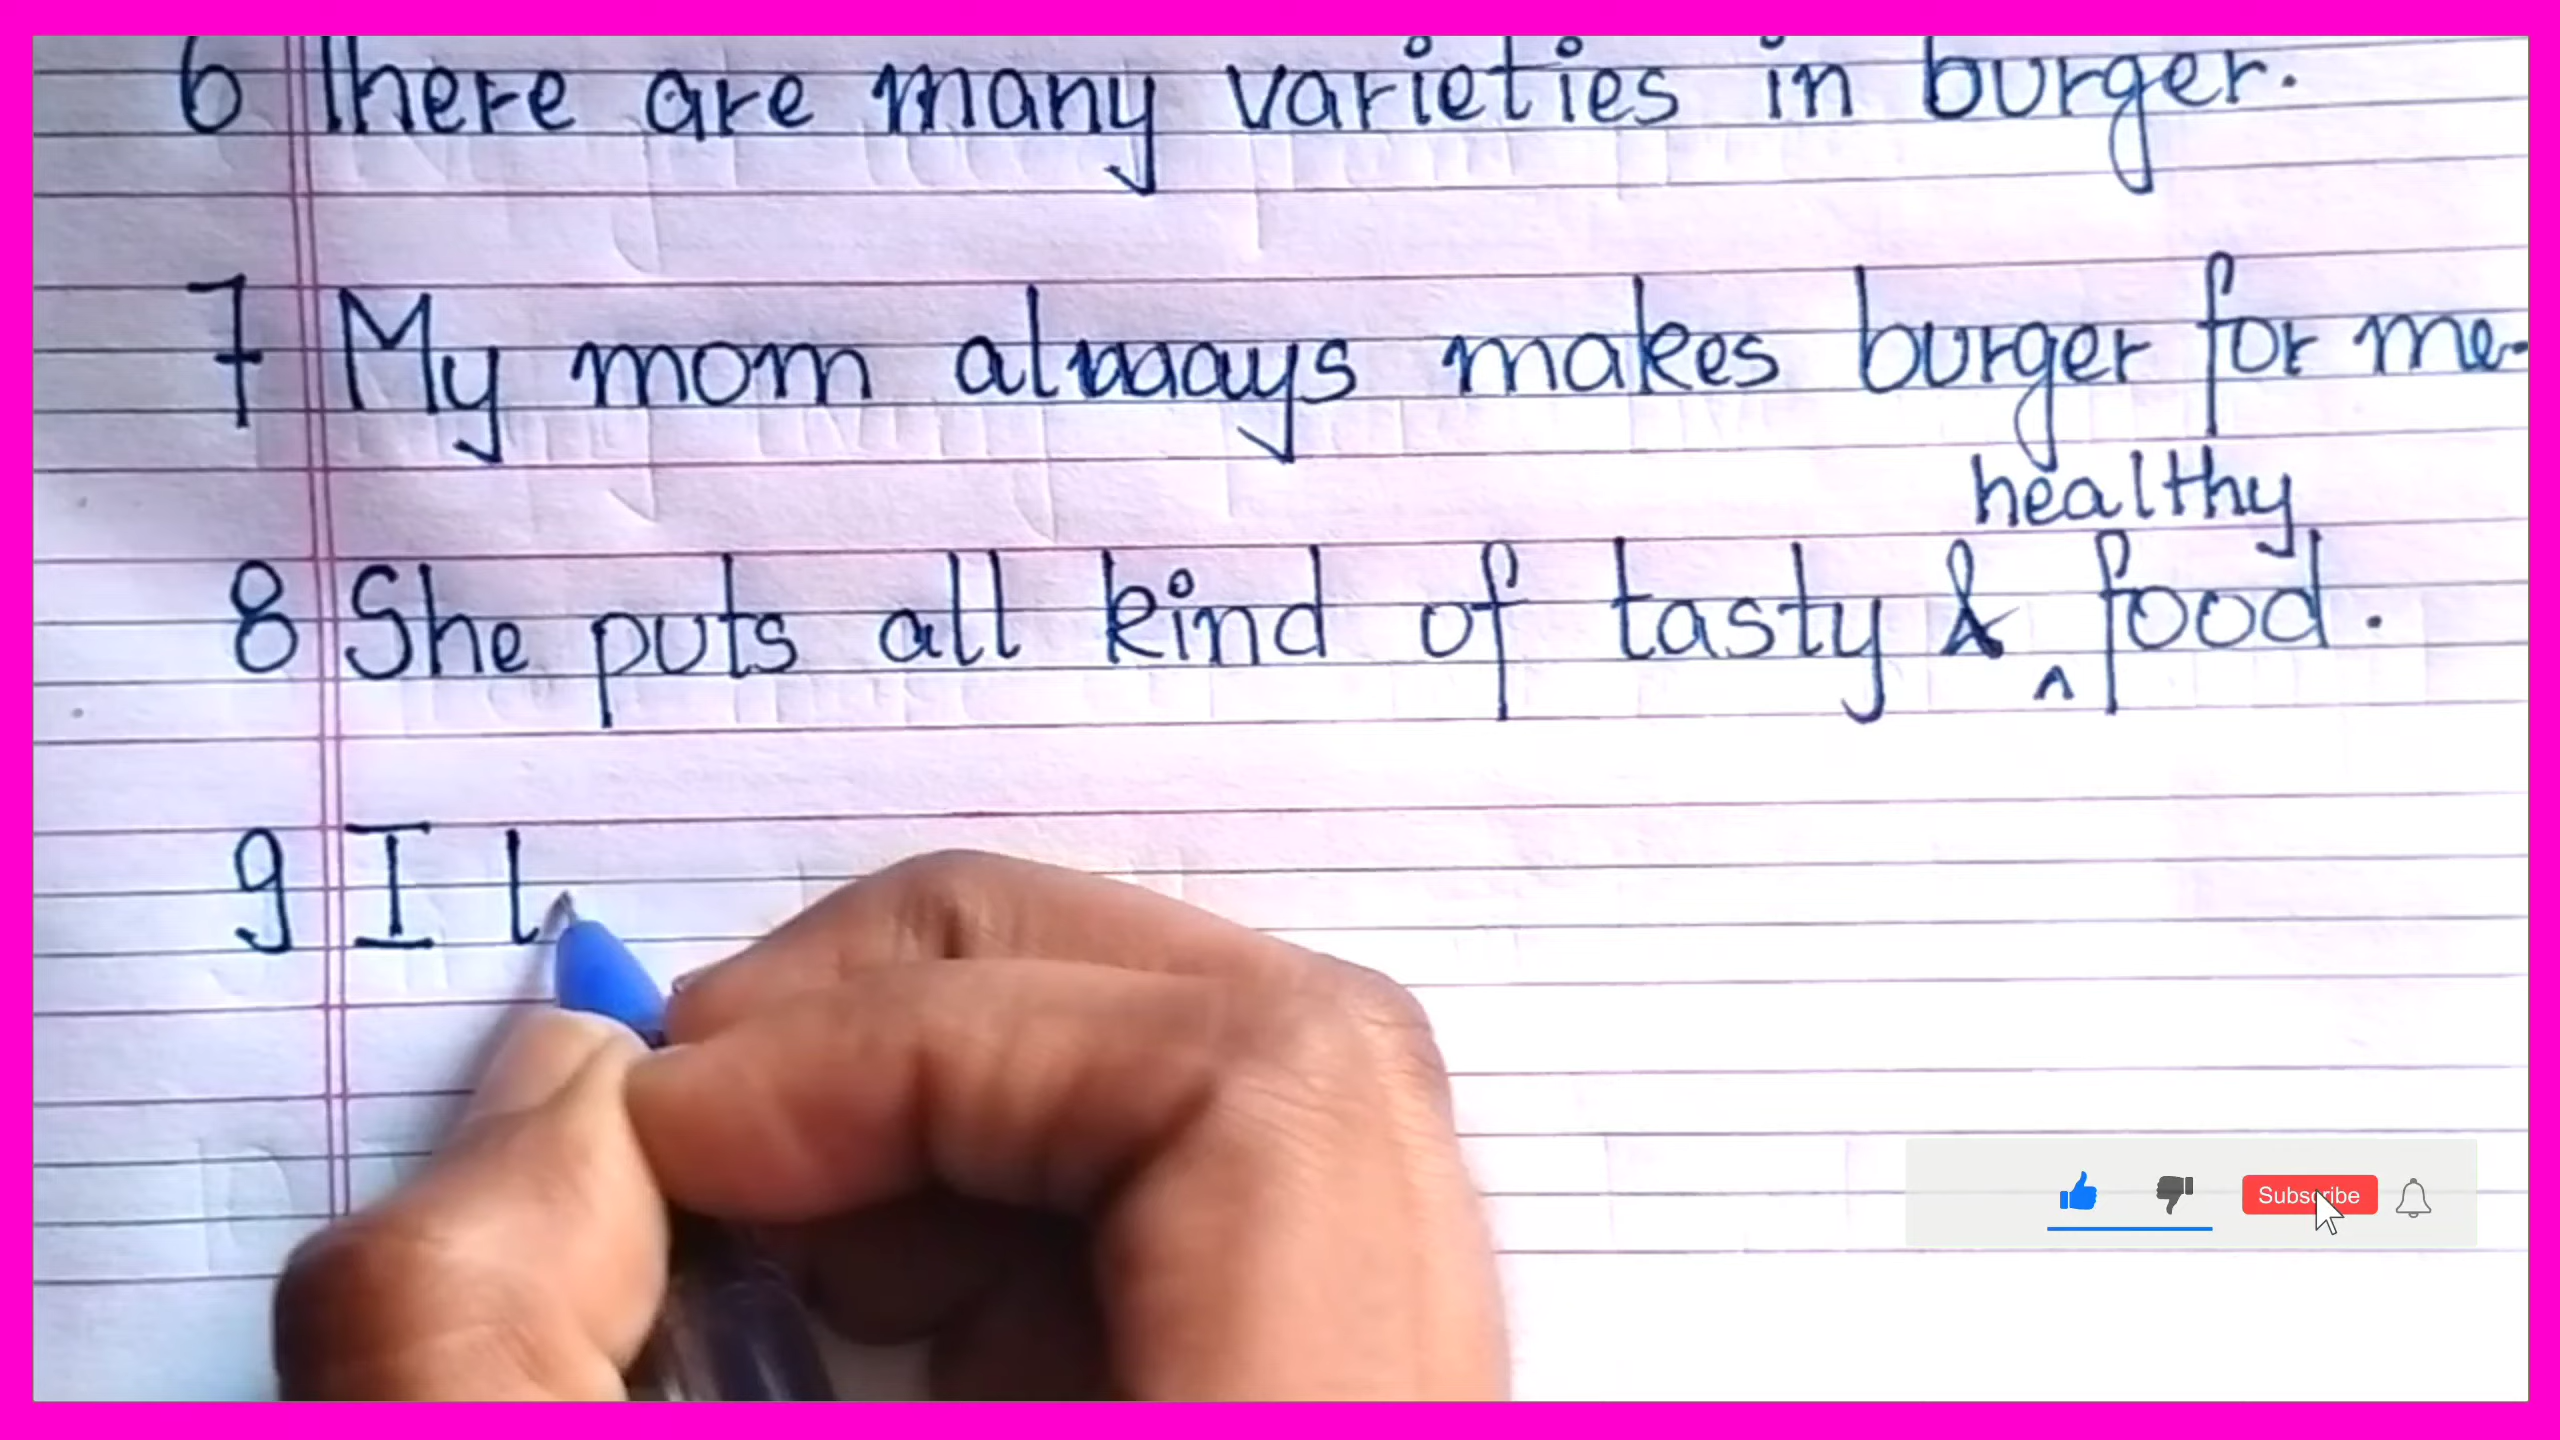 6 There are many varieties in burger.
7 My mom always makes burger for me.
healthy
8 She puts all kind of tasty & ^ food.
9 I l
Subscribe